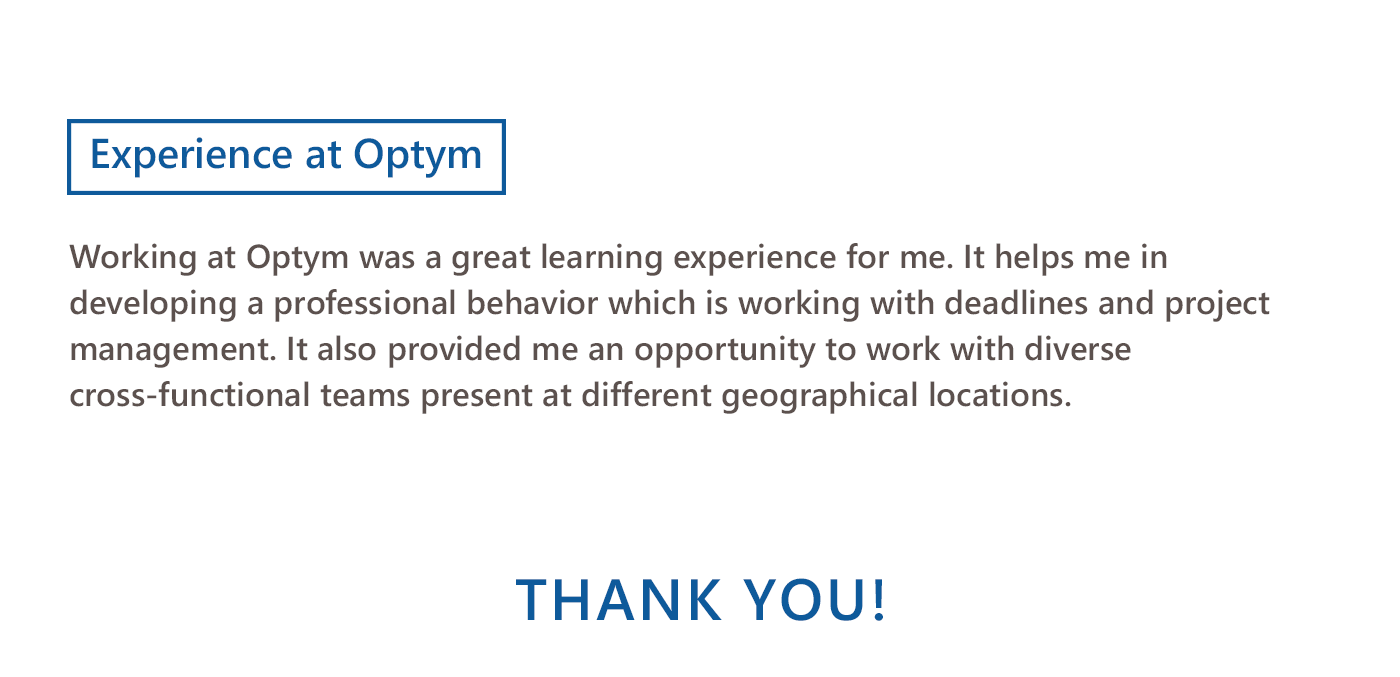 Experience at Optym
Working at Optym was a great learning experience for me. It helps me in
developing a professional behavior which is working with deadlines and project
management. It also provided me an opportunity to work with diverse
cross-functional teams present at different geographical locations.
THANK YOU!